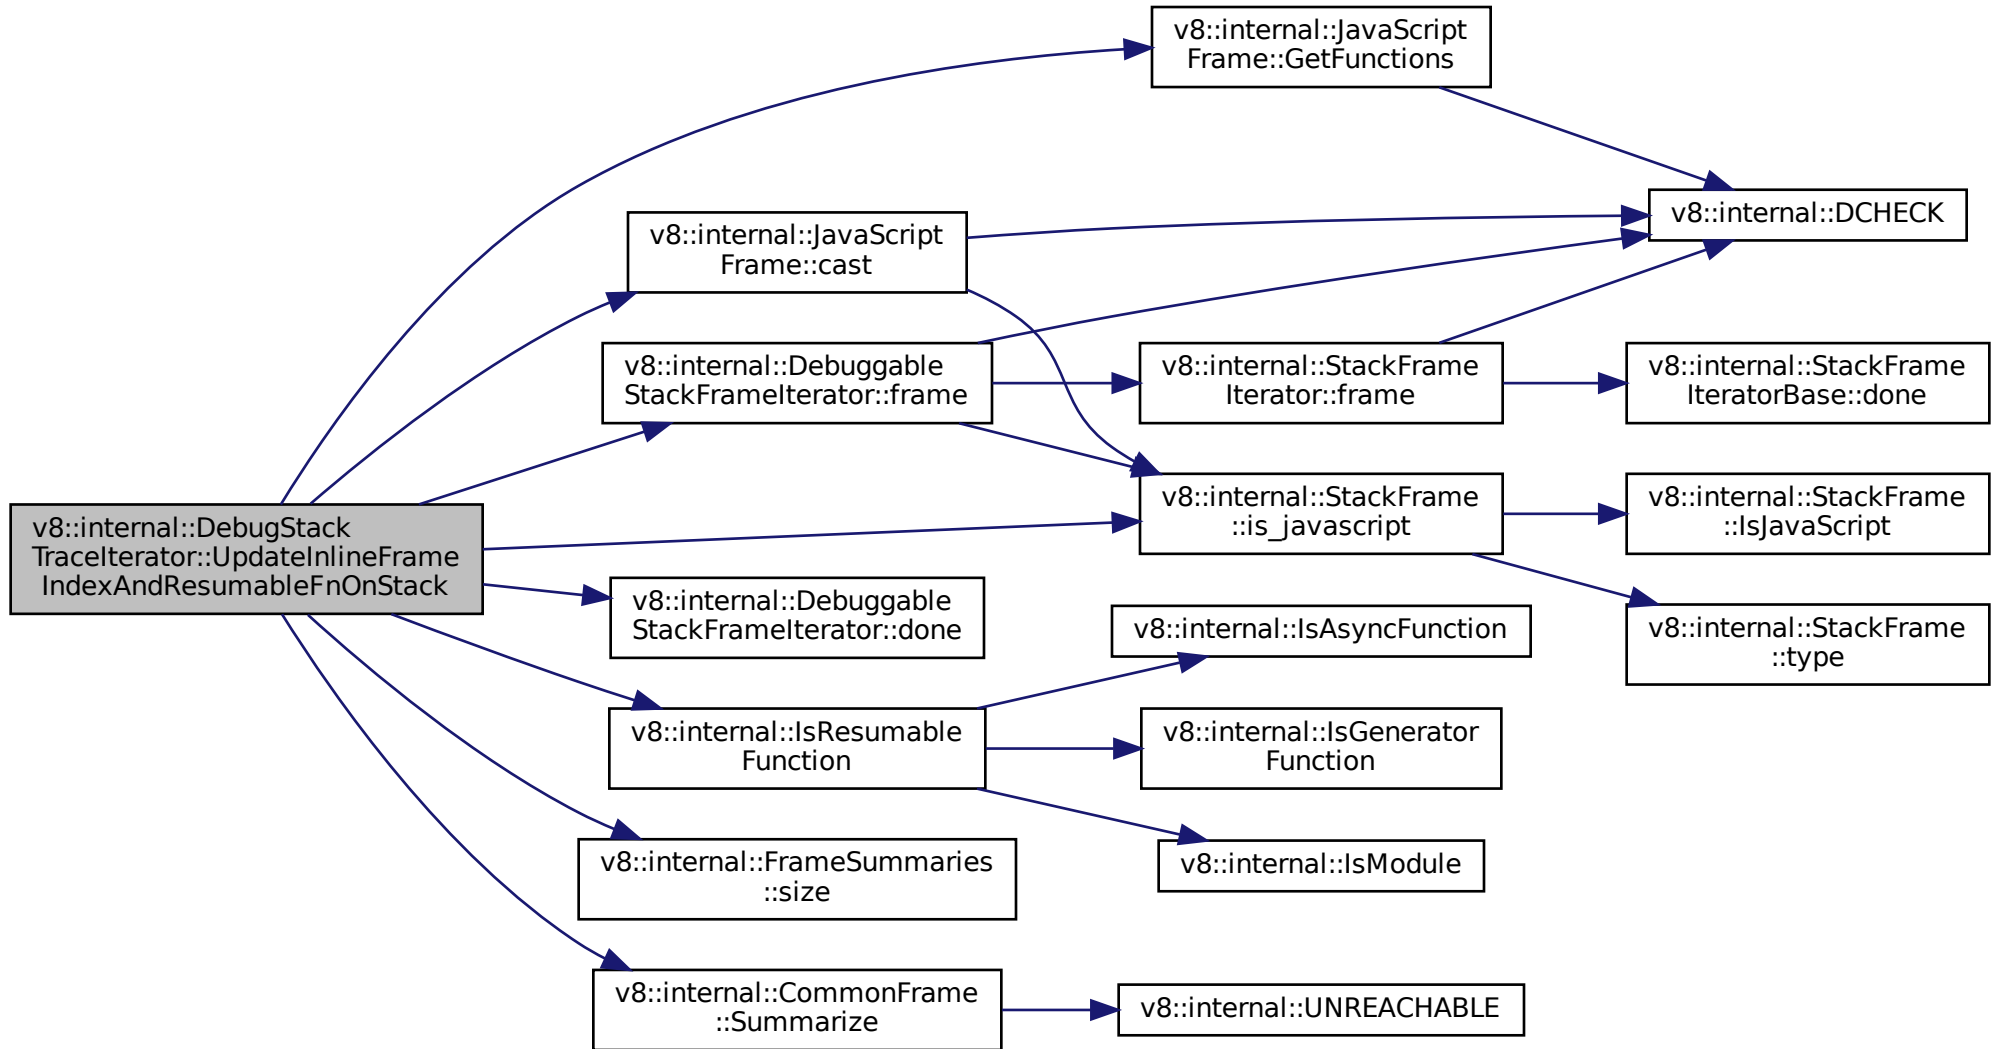 v8::internal::JavaScript
Frame::GetFunctions
v8::internal::DCHECK
v8::internal::JavaScript
Frame::cast
v8::internal::Debuggable
StackFrameIterator::frame
v8::internal::StackFrame
Iterator::frame
v8::internal::StackFrame
IteratorBase::done
v8::internal::StackFrame
::is_javascript
v8::internal::StackFrame
::IsJavaScript
v8::internal::DebugStack
TraceIterator::UpdateInlineFrame
IndexAndResumableFnOnStack
v8::internal::Debuggable
StackFrameIterator::done
v8::internal::IsAsyncFunction
v8::internal::StackFrame
::type
v8::internal::IsResumable
Function
v8::internal::IsGenerator
Function
v8::internal::FrameSummaries
::size
v8::internal::IsModule
v8::internal::CommonFrame
::Summarize
v8::internal::UNREACHABLE